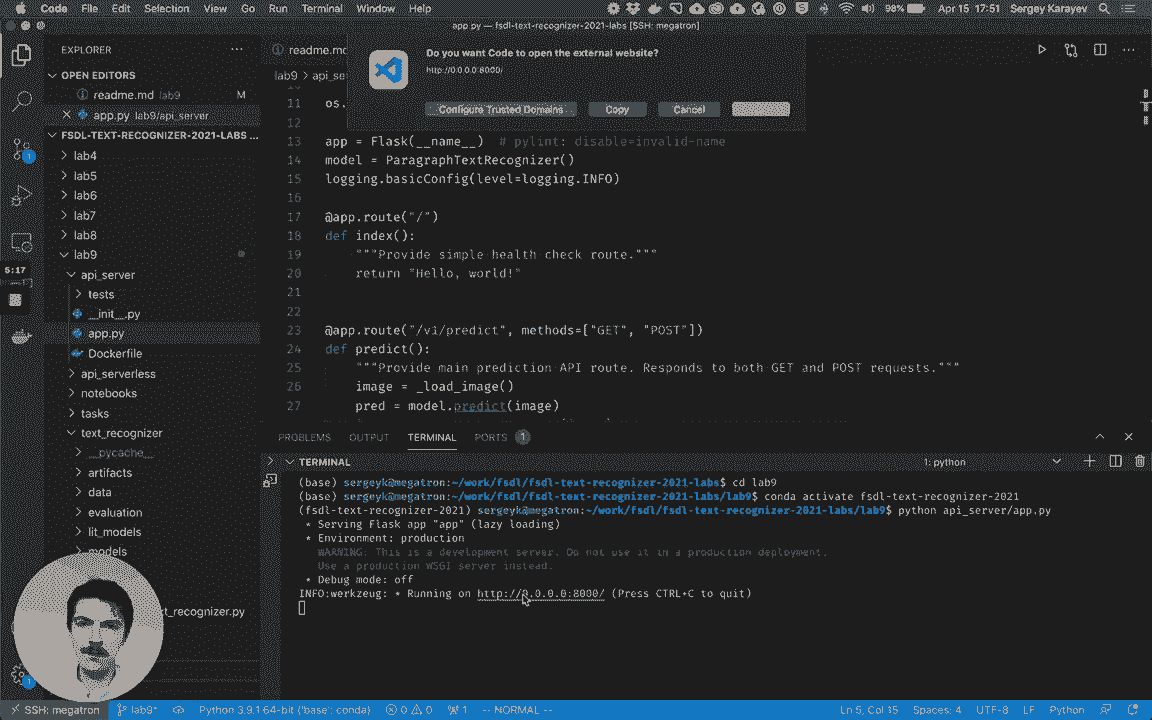 Code File Edit Selection View Go Run Terminal Window Help
98% Apr 15 17:51 Sergey Karayev
app.py — fsdl-text-recognizer-2021-labs [SSH: megatron]
EXPLORER
OPEN EDITORS
readme.md lab9 M
app.py lab9/api_server
FSDL-TEXT-RECOGNIZER-2021-LABS ...
lab4
lab5
lab6
lab7
lab8
lab9
api_server
tests
__init__.py
app.py
Dockerfile
api_serverless
notebooks
tasks
text_recognizer
__pycache__
artifacts
data
evaluation
lit_models
models
t_recognizer.py
1
5:17
1
readme.md
lab9 > api_se
Do you want Code to open the external website?
http://0.0.0.0:8000/
Configure Trusted Domains
Copy
Cancel
11 os.
12
13 app = Flask(__name__)  # pylint: disable=invalid-name
14 model = ParagraphTextRecognizer()
15 logging.basicConfig(level=logging.INFO)
16
17 @app.route("/")
18 def index():
19     """Provide simple health check route."""
20     return "Hello, world!"
21
22
23 @app.route("/v1/predict", methods=["GET", "POST"])
24 def predict():
25     """Provide main prediction API route. Responds to both GET and POST requests."""
26     image = _load_image()
27     pred = model.predict(image)
PROBLEMS OUTPUT TERMINAL PORTS 1
TERMINAL 1: python
(base) sergeyk@megatron:~/work/fsdl/fsdl-text-recognizer-2021-labs$ cd lab9
(base) sergeyk@megatron:~/work/fsdl/fsdl-text-recognizer-2021-labs/lab9$ conda activate fsdl-text-recognizer-2021
(fsdl-text-recognizer-2021) sergeyk@megatron:~/work/fsdl/fsdl-text-recognizer-2021-labs/lab9$ python api_server/app.py
* Serving Flask app "app" (lazy loading)
* Environment: production
WARNING: This is a development server. Do not use it in a production deployment.
Use a production WSGI server instead.
* Debug mode: off
INFO:werkzeug: * Running on http://0.0.0.0:8000/ (Press CTRL+C to quit)
SSH: megatron lab9* Python 3.9.1 64-bit ('base': conda) 0 0 1 -- NORMAL -- Ln 5, Col 15 Spaces: 4 UTF-8 LF Python